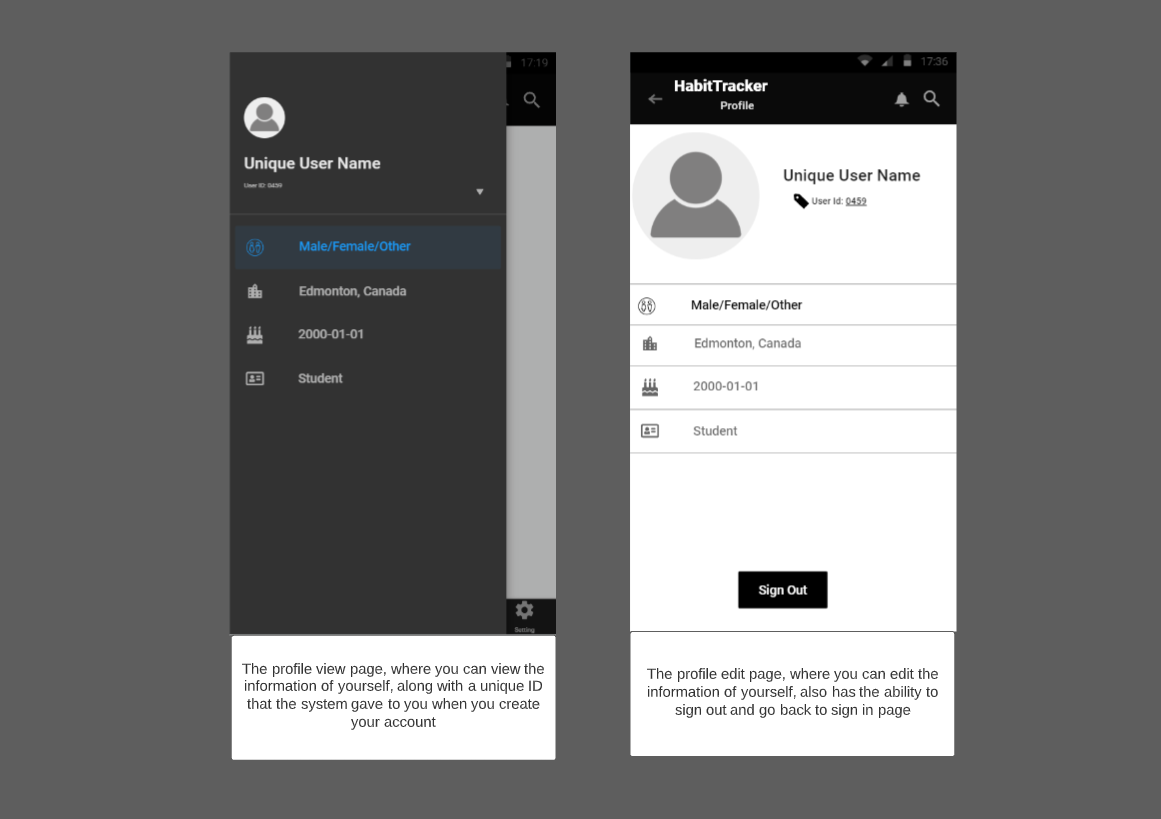 17:19
Unique User Name
User ID: 0459
Male/Female/Other
Edmonton, Canada
2000-01-01
Student
Setting
The profile view page, where you can view the
information of yourself, along with a unique ID
that the system gave to you when you create
your account
17:36
HabitTracker
Profile
Unique User Name
User Id: 0459
Male/Female/Other
Edmonton, Canada
2000-01-01
Student
Sign Out
The profile edit page, where you can edit the
information of yourself, also has the ability to
sign out and go back to sign in page